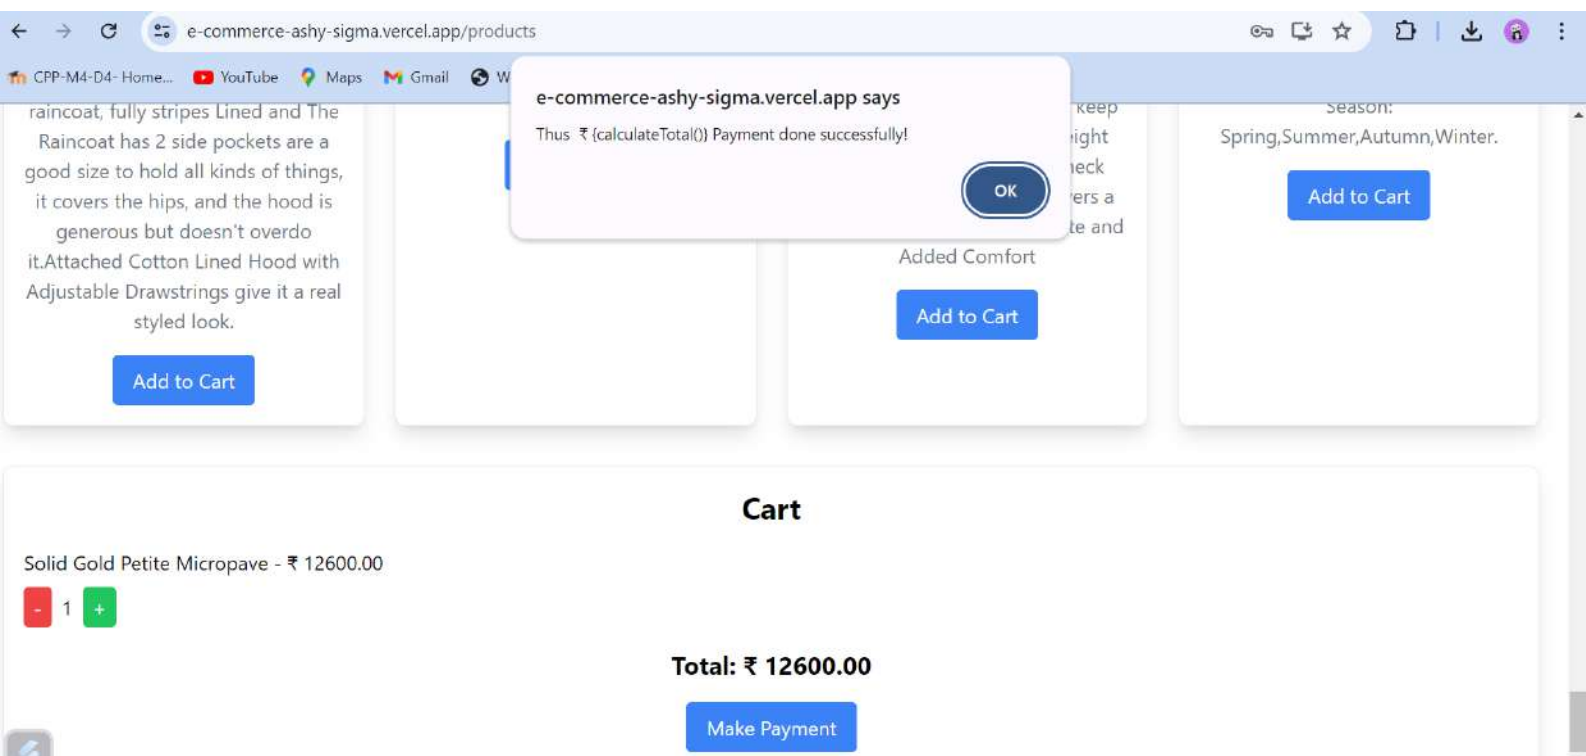 e-commerce-ashy-sigma.vercel.app/products
CPP-M4-D4- Home... YouTube Maps Gmail W
e-commerce-ashy-sigma.vercel.app says
Thus ₹ {calculateTotal()} Payment done successfully!
OK
raincoat, fully stripes Lined and The
Raincoat has 2 side pockets are a
good size to hold all kinds of things,
it covers the hips, and the hood is
generous but doesn't overdo
it.Attached Cotton Lined Hood with
Adjustable Drawstrings give it a real
styled look.
Add to Cart
keep
ight
eck
ers a
te and
Added Comfort
Add to Cart
Season:
Spring,Summer,Autumn,Winter.
Add to Cart
Cart
Solid Gold Petite Micropave - ₹ 12600.00
- 1 +
Total: ₹ 12600.00
Make Payment